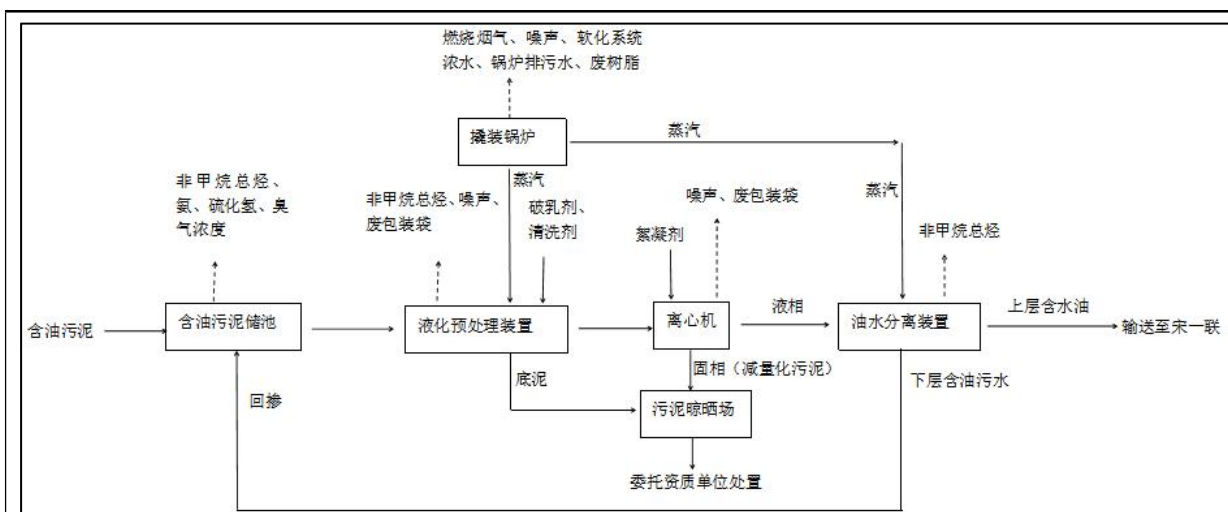 燃烧烟气、噪声、软化系统
浓水、锅炉排污水、废树脂
撬装锅炉
蒸汽
蒸汽
蒸汽
非甲烷总烃、
氨、硫化氢、臭
气浓度
非甲烷总烃、噪声、
废包装袋
破乳剂、
清洗剂
噪声、废包装袋
絮凝剂
非甲烷总烃
含油污泥
含油污泥储池
液化预处理装置
离心机
液相
油水分离装置
上层含水油
输送至宋一联
底泥
固相（减量化污泥）
下层含油污水
回掺
污泥晾晒场
委托资质单位处置